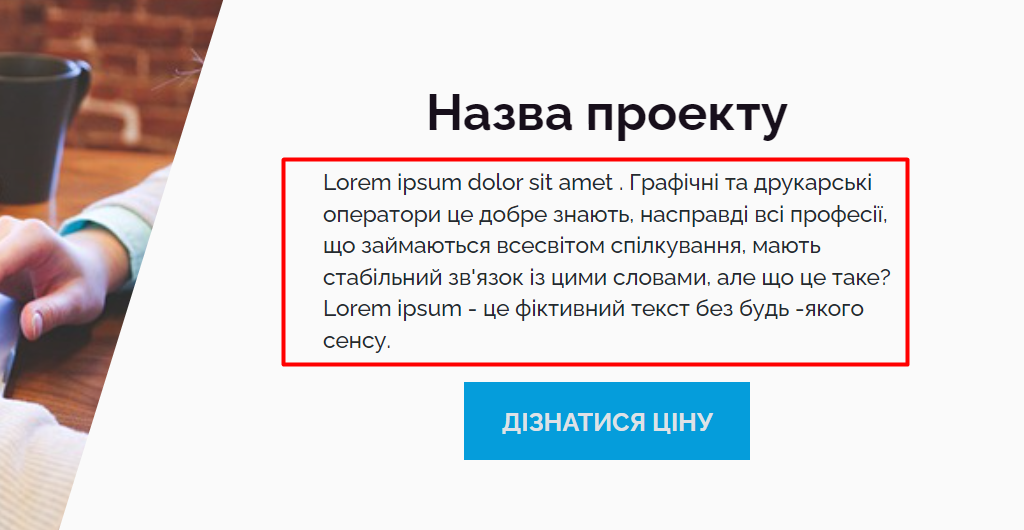 Назва проекту
Lorem ipsum dolor sit amet . Графічні та друкарські
оператори це добре знають, насправді всі професії,
що займаються всесвітом спілкування, мають
стабільний зв'язок із цими словами, але що це таке?
Lorem ipsum - це фіктивний текст без будь -якого
сенсу.
ДІЗНАТИСЯ ЦІНУ